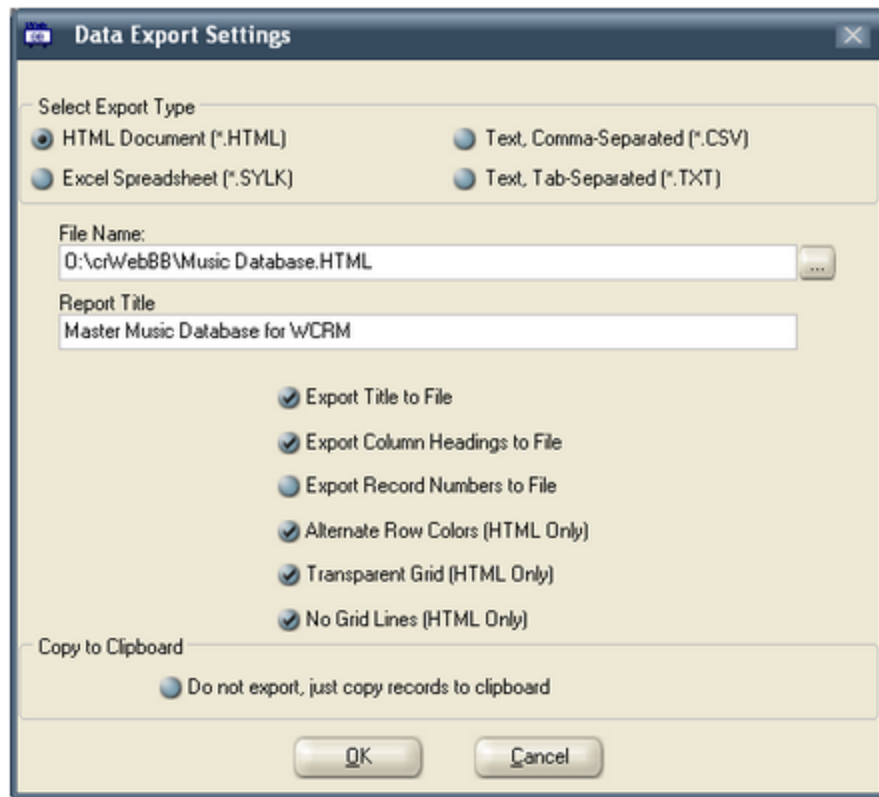 Data Export Settings
Select Export Type
HTML Document (*.HTML)
Text, Comma-Separated (*.CSV)
Excel Spreadsheet (*.SYLK)
Text, Tab-Separated (*.TXT)
File Name:
O:\crWebBB\Music Database.HTML
...
Report Title
Master Music Database for WCRM
Export Title to File
Export Column Headings to File
Export Record Numbers to File
Alternate Row Colors (HTML Only)
Transparent Grid (HTML Only)
No Grid Lines (HTML Only)
Copy to Clipboard
Do not export, just copy records to clipboard
OK
Cancel